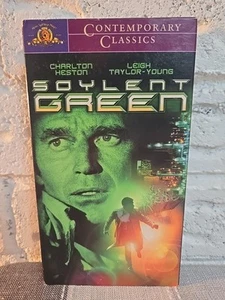 CONTEMPORARY
CLASSICS
CHARLTON LEIGH
HESTON TAYLOR-YOUNG
SOYLENT
GREEN